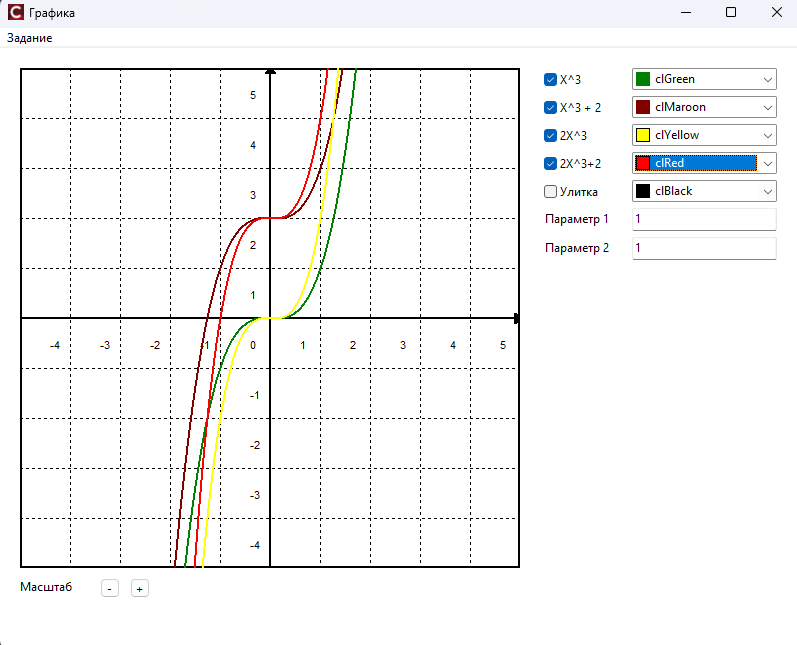 Графика
Задание
X^3 clGreen
X^3 + 2 clMaroon
2X^3 clYellow
2X^3+2 clRed
Улитка clBlack
Параметр 1 1
Параметр 2 1
5
4
3
2
1
-4 -3 -2 -1 0 1 2 3 4 5
-1
-2
-3
-4
Масштаб - +